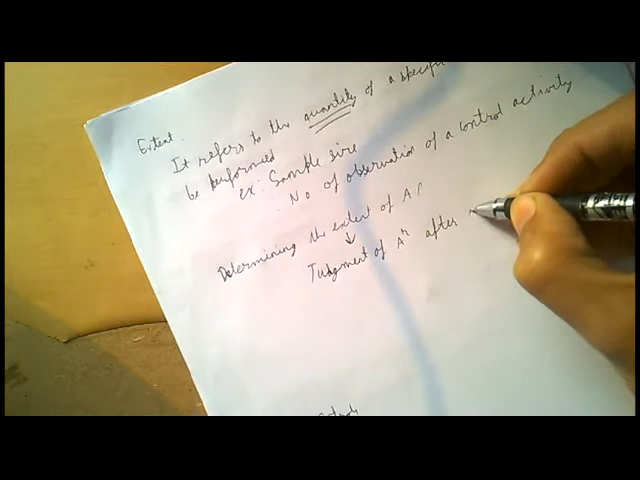 Extent.
It refers to the quantity of a specific
be performed
ex: Sample size
No of observation of a control activity
Determining the extent of AP
↓
Judgment of Aʳ after